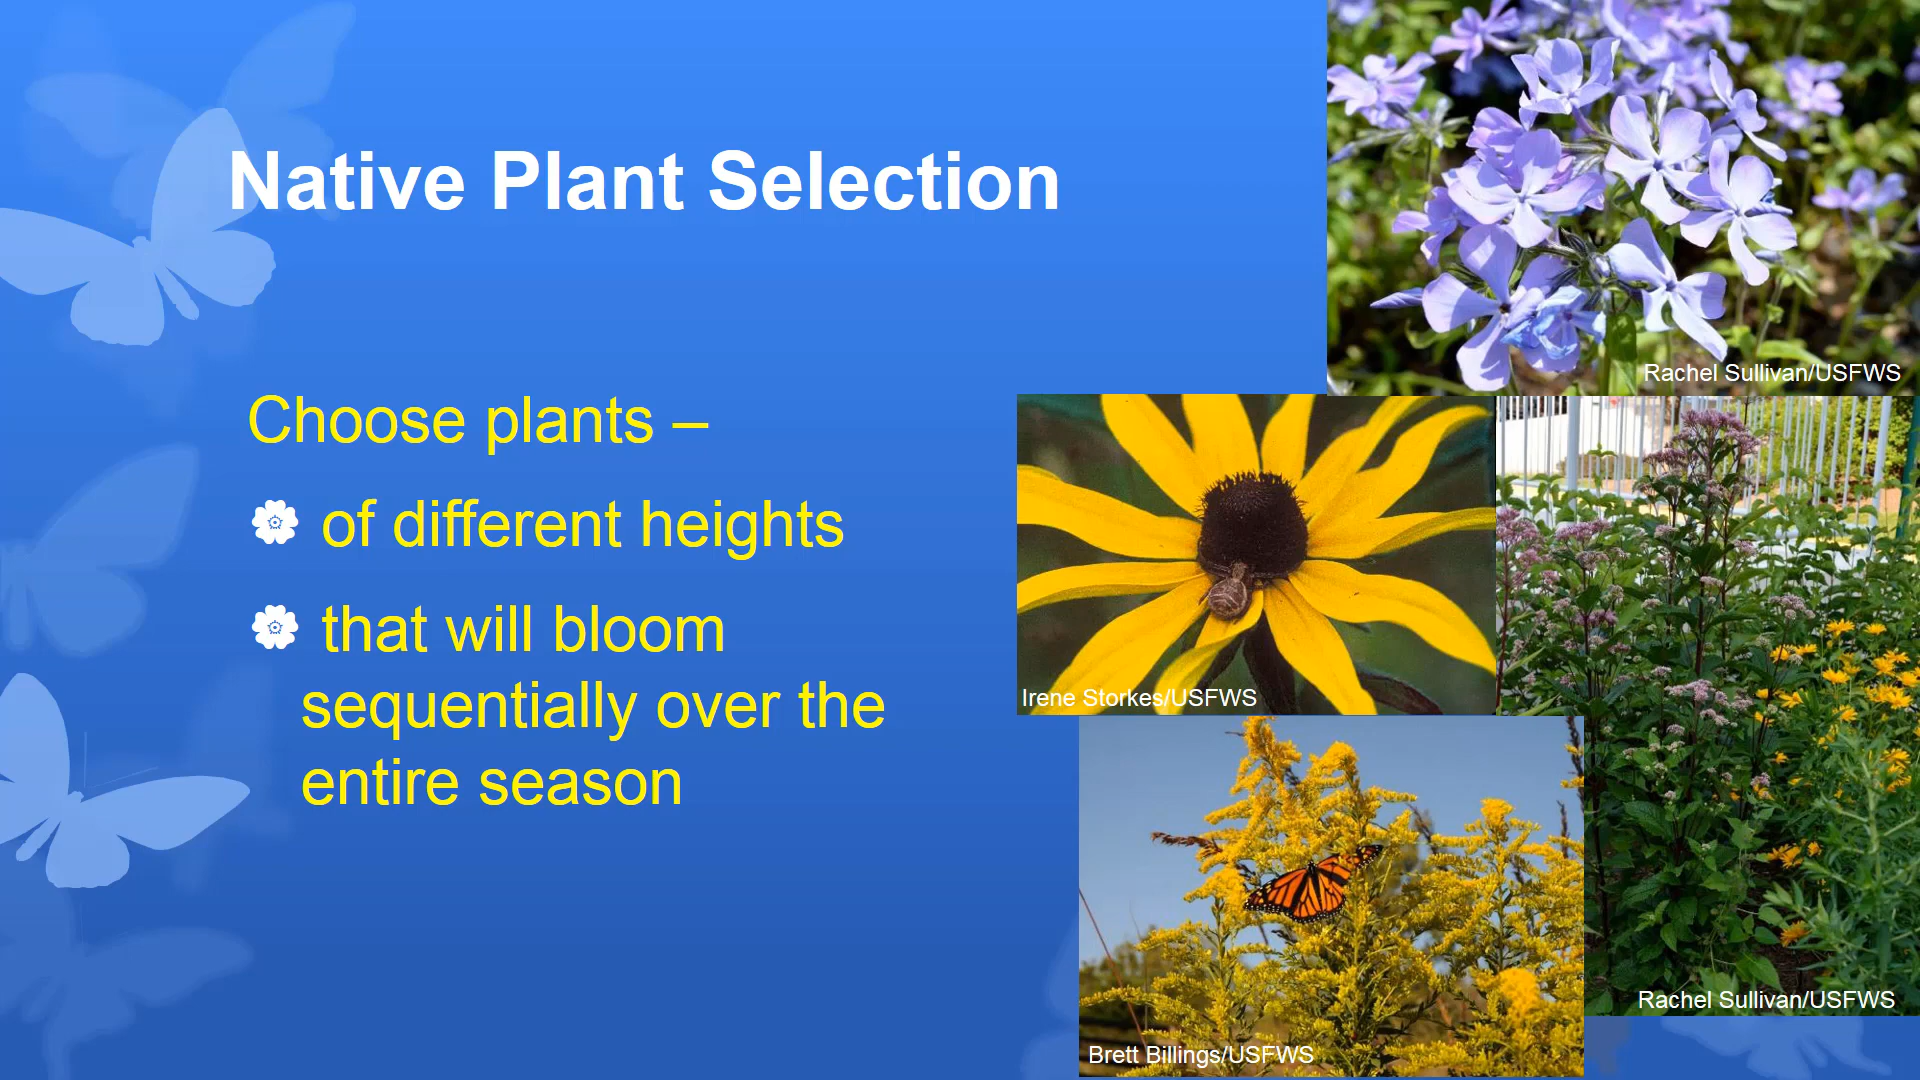 Native Plant Selection
Choose plants –
of different heights
that will bloom
sequentially over the
entire season
Rachel Sullivan/USFWS
Irene Storkes/USFWS
Rachel Sullivan/USFWS
Brett Billings/USFWS